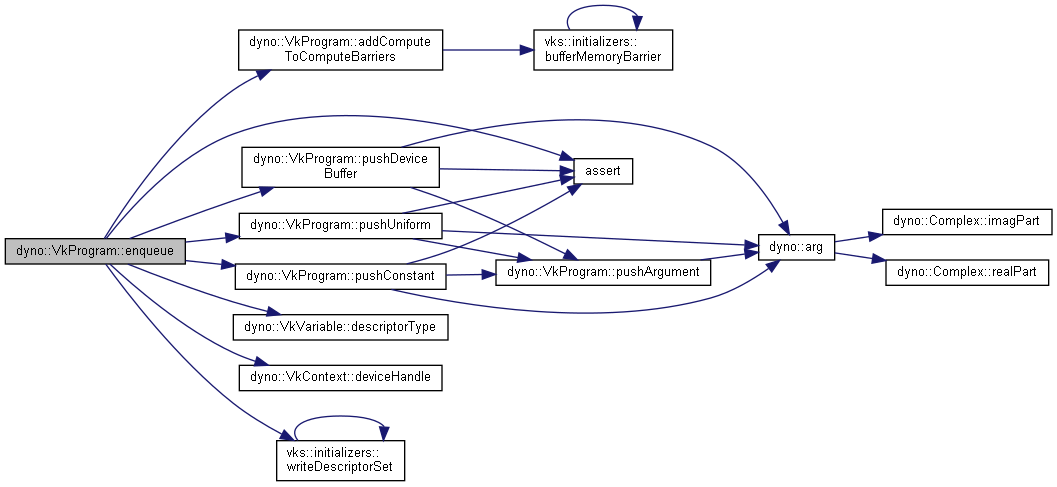 dyno::VkProgram::addCompute
ToComputeBarriers
vks::initializers::
bufferMemoryBarrier
dyno::VkProgram::pushDevice
Buffer
assert
dyno::VkProgram::pushUniform
dyno::Complex::imagPart
dyno::VkProgram::enqueue
dyno::arg
dyno::VkProgram::pushConstant
dyno::VkProgram::pushArgument
dyno::Complex::realPart
dyno::VkVariable::descriptorType
dyno::VkContext::deviceHandle
vks::initializers::
writeDescriptorSet